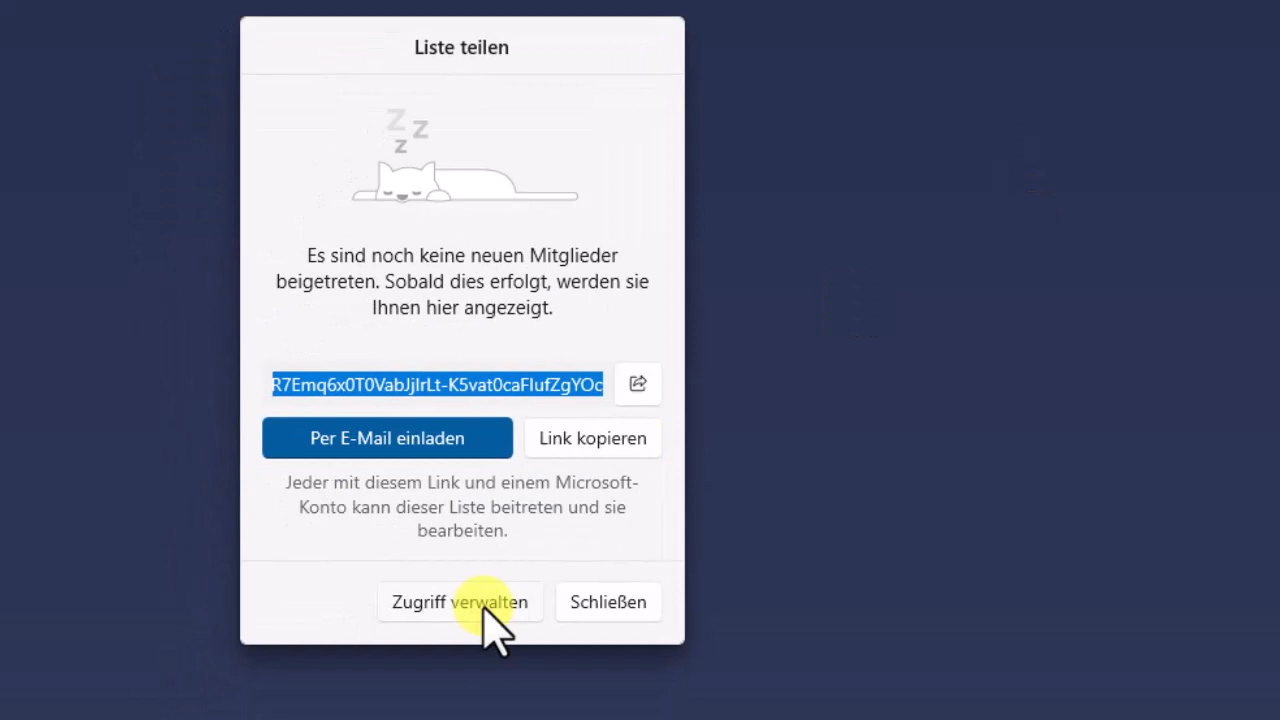 Liste teilen
Z Z
z
Es sind noch keine neuen Mitglieder
beigetreten. Sobald dies erfolgt, werden sie
Ihnen hier angezeigt.
R7Emq6x0T0VabJjIrLt-K5vat0caFIufZgYOc
Per E-Mail einladen
Link kopieren
Jeder mit diesem Link und einem Microsoft-
Konto kann dieser Liste beitreten und sie
bearbeiten.
Zugriff verwalten
Schließen